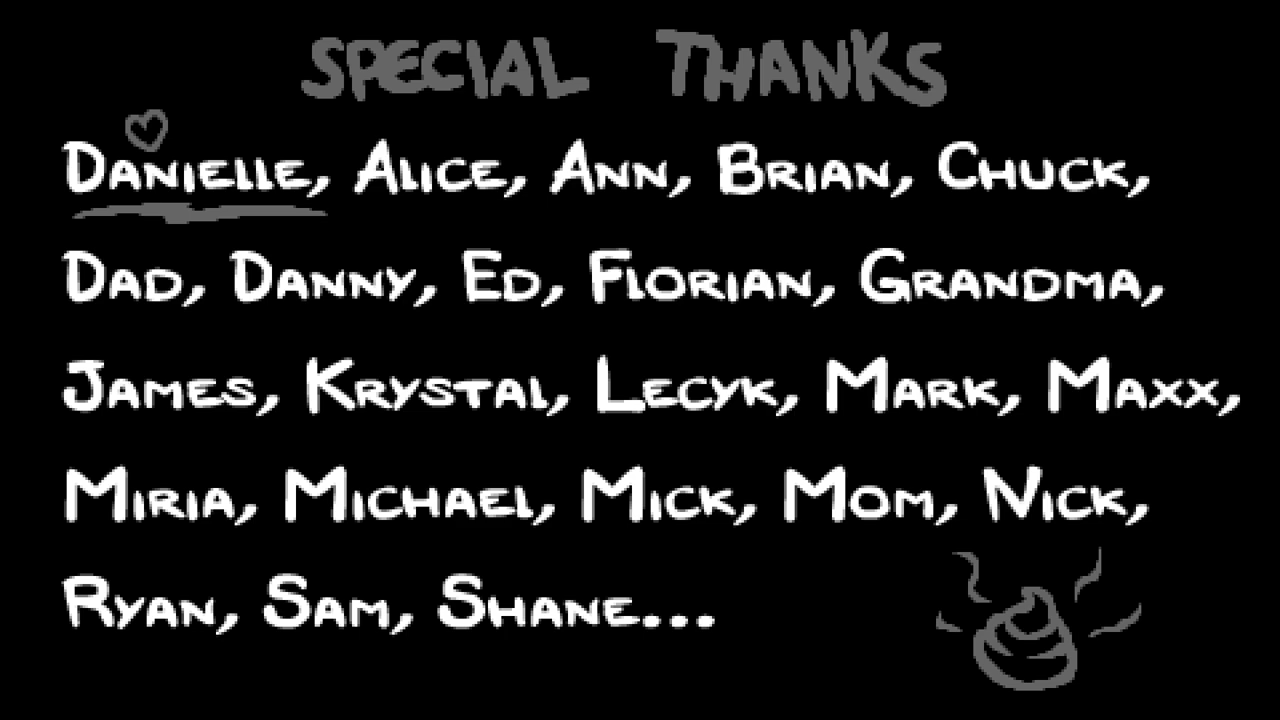 SPECIAL THANKS
DANIELLE, ALICE, ANN, BRIAN, CHUCK,
DAD, DANNY, ED, FLORIAN, GRANDMA,
JAMES, KRYSTAL, LECYK, MARK, MAXX,
MIRIA, MICHAEL, MICK, MOM, NICK,
RYAN, SAM, SHANE...